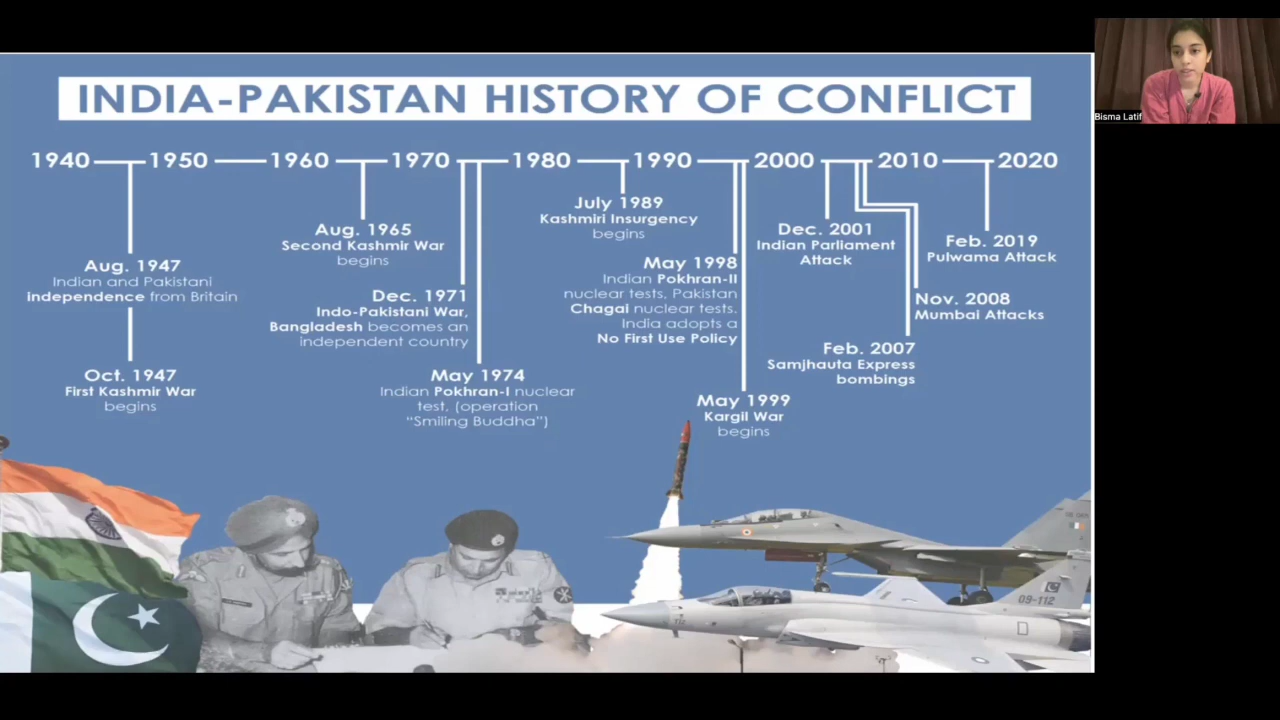 INDIA-PAKISTAN HISTORY OF CONFLICT
1940 1950 1960 1970 1980 1990 2000 2010 2020
Aug. 1947
Indian and Pakistani
independence from Britain
Oct. 1947
First Kashmir War
begins
Aug. 1965
Second Kashmir War
begins
Dec. 1971
Indo-Pakistani War,
Bangladesh becomes an
independent country
May 1974
Indian Pokhran-I nuclear
test, (operation
“Smiling Buddha”)
July 1989
Kashmiri Insurgency
begins
May 1998
Indian Pokhran-II
nuclear tests, Pakistan
Chagai nuclear tests.
India adopts a
No First Use Policy
May 1999
Kargil War
begins
Dec. 2001
Indian Parliament
Attack
Feb. 2007
Samjhauta Express
bombings
Nov. 2008
Mumbai Attacks
Feb. 2019
Pulwama Attack
09-112
D
Bisma Latif